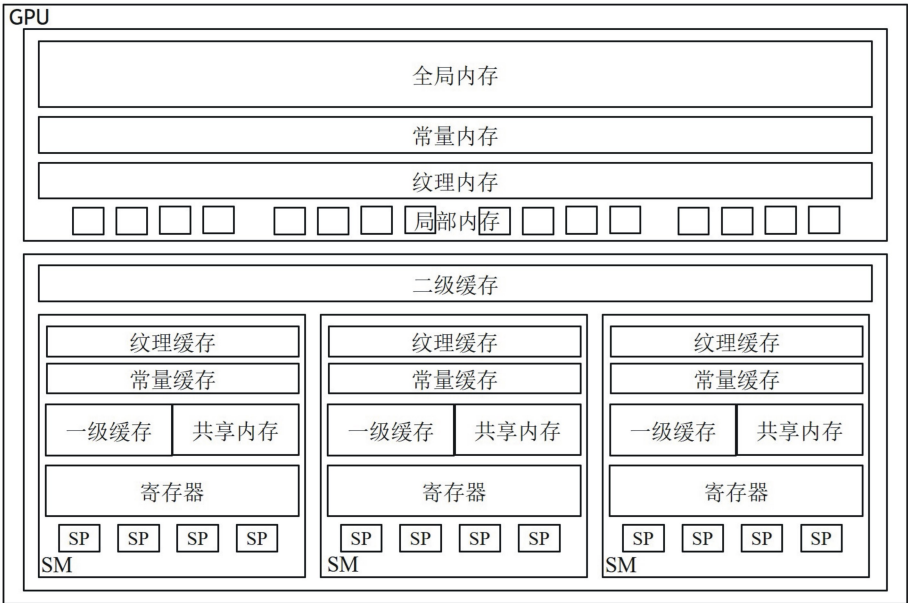 GPU
全局内存
常量内存
纹理内存
局部内存
二级缓存
纹理缓存 纹理缓存 纹理缓存
常量缓存 常量缓存 常量缓存
一级缓存 共享内存 一级缓存 共享内存 一级缓存 共享内存
寄存器 寄存器 寄存器
SP SP SP SP SP SP SP SP SP SP SP SP
SM SM SM